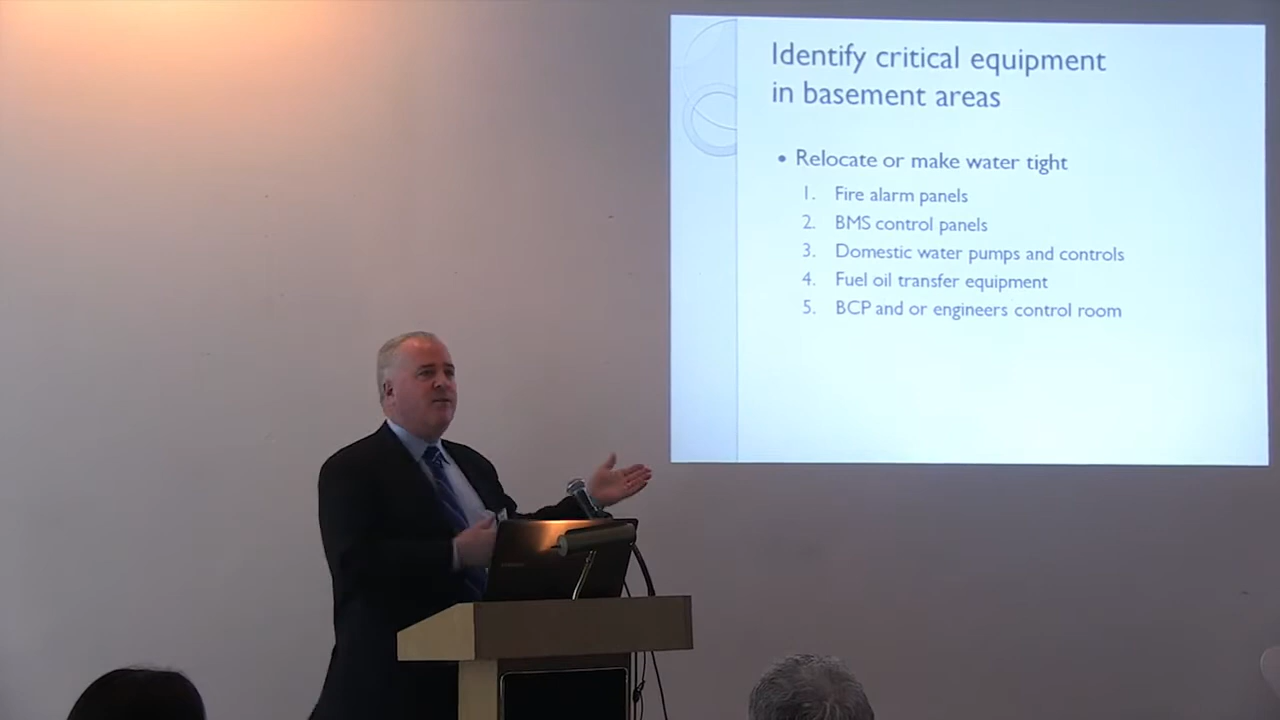 Identify critical equipment
in basement areas
• Relocate or make water tight
1. Fire alarm panels
2. BMS control panels
3. Domestic water pumps and controls
4. Fuel oil transfer equipment
5. BCP and or engineers control room